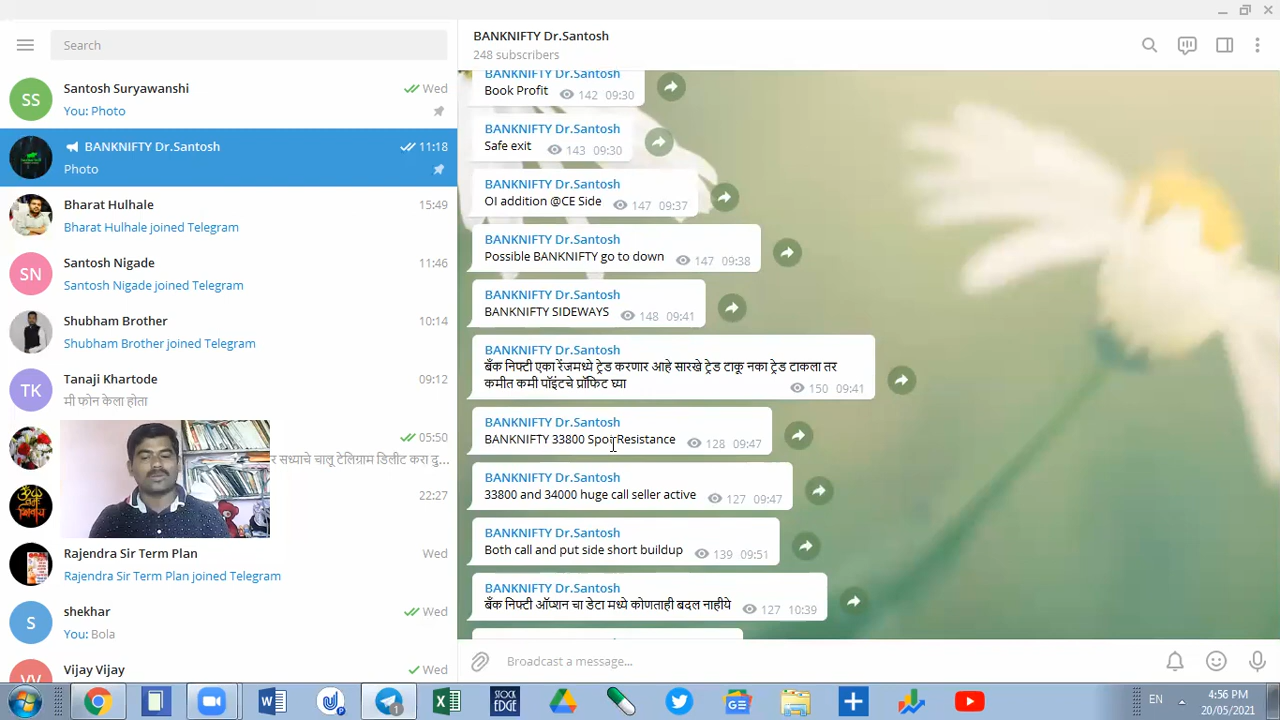 Search
SS
Santosh Suryawanshi
Wed
You: Photo
BANKNIFTY Dr.Santosh
11:18
Photo
Bharat Hulhale
15:49
Bharat Hulhale joined Telegram
SN
Santosh Nigade
11:46
Santosh Nigade joined Telegram
Shubham Brother
10:14
Shubham Brother joined Telegram
TK
Tanaji Khartode
09:12
मी फोन केला होता
05:50
र सध्याचे चालू टेलिग्राम डिलीट करा दु...
22:27
Rajendra Sir Term Plan
Wed
Rajendra Sir Term Plan joined Telegram
S
shekhar
Wed
You: Bola
VV
Vijay Vijay
Wed
BANKNIFTY Dr.Santosh
248 subscribers
BANKNIFTY Dr.Santosh
Book Profit 142 09:30
BANKNIFTY Dr.Santosh
Safe exit 143 09:30
BANKNIFTY Dr.Santosh
OI addition @CE Side 147 09:37
BANKNIFTY Dr.Santosh
Possible BANKNIFTY go to down 147 09:38
BANKNIFTY Dr.Santosh
BANKNIFTY SIDEWAYS 148 09:41
BANKNIFTY Dr.Santosh
बँक निफ्टी एका रेंजमध्ये ट्रेड करणार आहे सारखे ट्रेड टाकू नका ट्रेड टाकला तर
कमीत कमी पॉइंटचे प्रॉफिट घ्या 150 09:41
BANKNIFTY Dr.Santosh
BANKNIFTY 33800 Spot Resistance 128 09:47
BANKNIFTY Dr.Santosh
33800 and 34000 huge call seller active 127 09:47
BANKNIFTY Dr.Santosh
Both call and put side short buildup 139 09:51
BANKNIFTY Dr.Santosh
बँक निफ्टी ऑप्शन चा डेटा मध्ये कोणताही बदल नाहीये 127 10:39
Broadcast a message...
STOCK
EDGE
EN
4:56 PM
20/05/2021